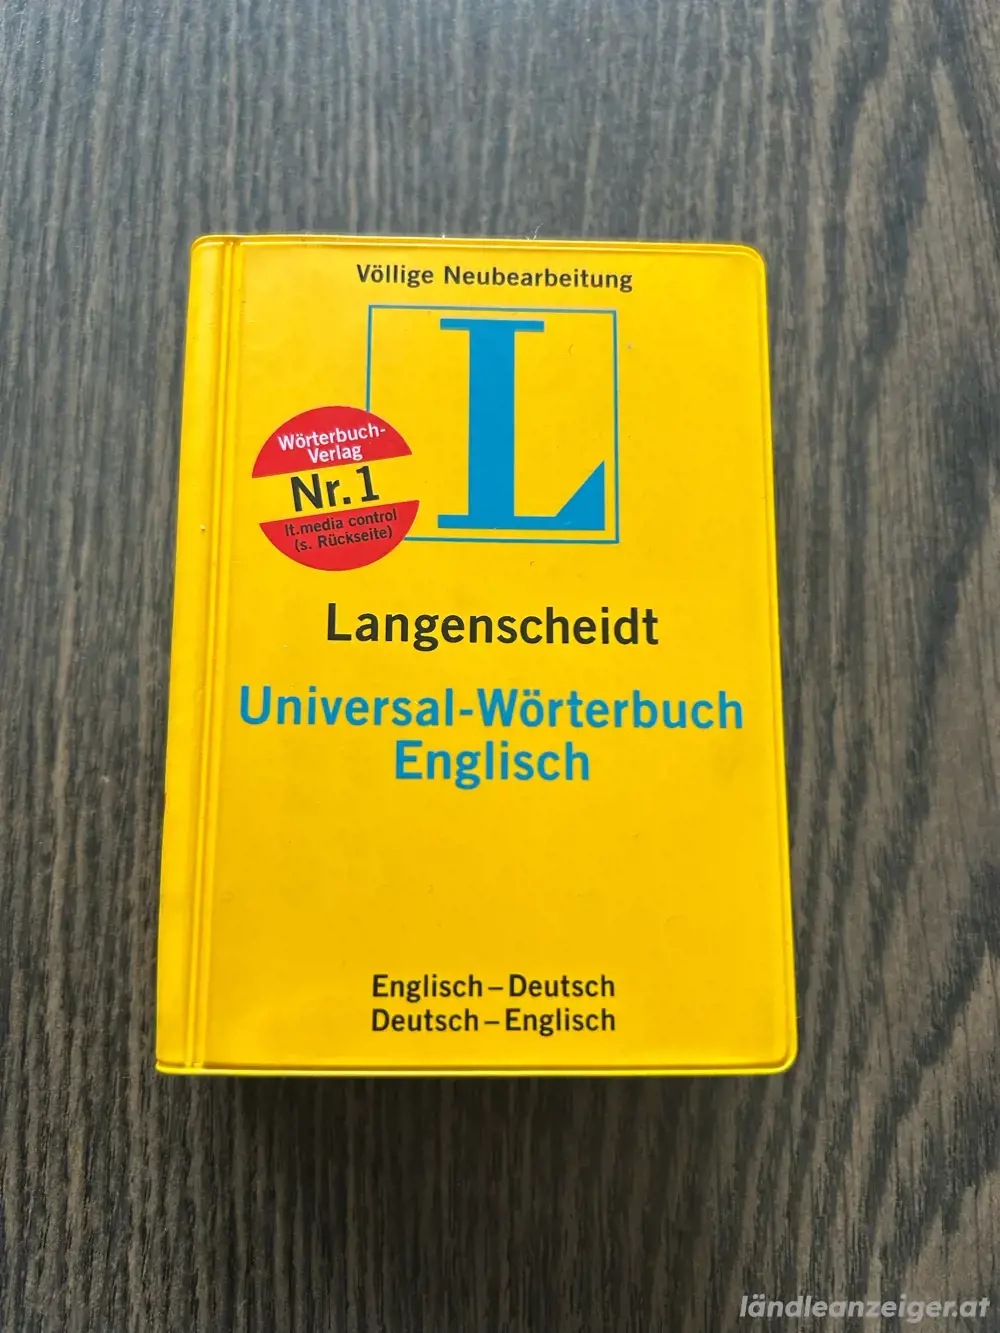 Völlige Neubearbeitung
L
Wörterbuch-
Verlag
Nr. 1
lt.media control
(s. Rückseite)
Langenscheidt
Universal-Wörterbuch
Englisch
Englisch – Deutsch
Deutsch – Englisch
ländleanzeiger.at